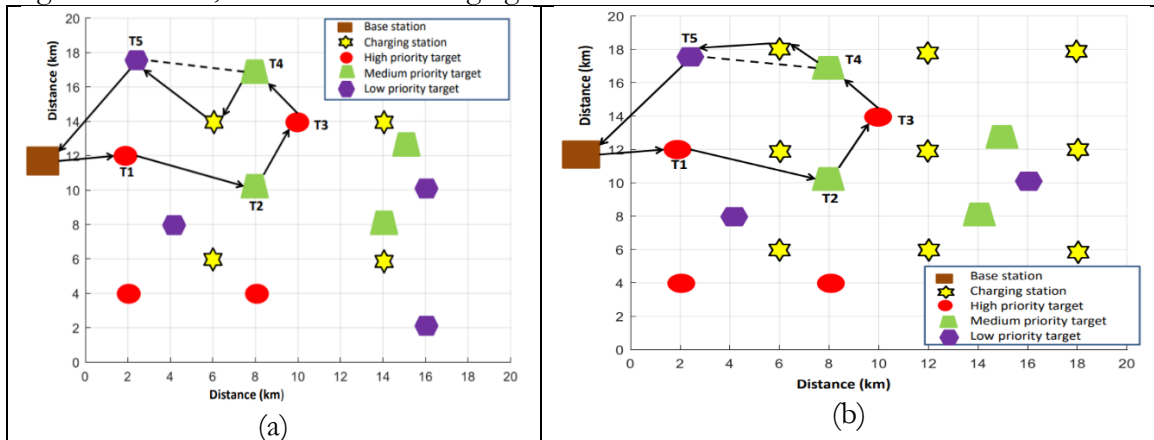 20
18
16
14
12
10
8
6
4
2
0
Distance (km)
0 2 4 6 8 10 12 14 16 18 20
Distance (km)
Base station
Charging station
High priority target
Medium priority target
Low priority target
T5
T4
T3
T1
T2
(a)
20
18
16
14
12
10
8
6
4
2
0
Distance (km)
0 2 4 6 8 10 12 14 16 18 20
Distance (km)
T5
T4
T3
T1
T2
Base station
Charging station
High priority target
Medium priority target
Low priority target
(b)